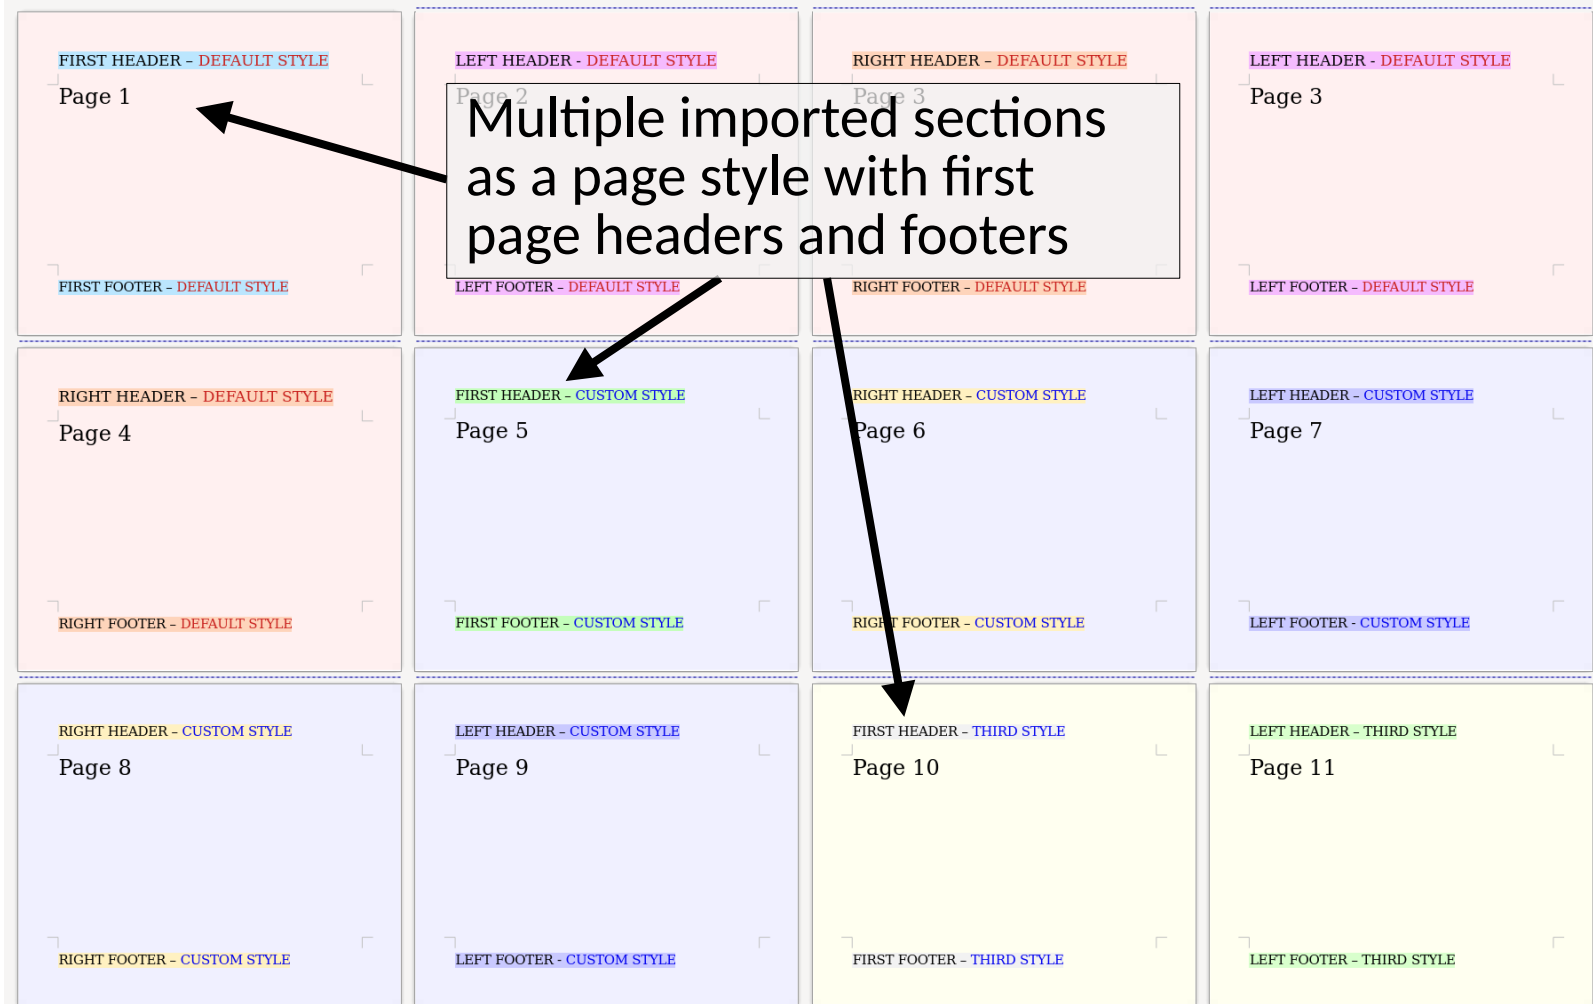 FIRST HEADER – DEFAULT STYLE
Page 1
FIRST FOOTER – DEFAULT STYLE
LEFT HEADER - DEFAULT STYLE
Page 2
LEFT FOOTER – DEFAULT STYLE
RIGHT HEADER – DEFAULT STYLE
Page 3
RIGHT FOOTER – DEFAULT STYLE
LEFT HEADER - DEFAULT STYLE
Page 3
LEFT FOOTER – DEFAULT STYLE
Multiple imported sections
as a page style with first
page headers and footers
RIGHT HEADER – DEFAULT STYLE
Page 4
RIGHT FOOTER – DEFAULT STYLE
FIRST HEADER – CUSTOM STYLE
Page 5
FIRST FOOTER – CUSTOM STYLE
RIGHT HEADER – CUSTOM STYLE
Page 6
RIGHT FOOTER – CUSTOM STYLE
LEFT HEADER – CUSTOM STYLE
Page 7
LEFT FOOTER - CUSTOM STYLE
RIGHT HEADER – CUSTOM STYLE
Page 8
RIGHT FOOTER – CUSTOM STYLE
LEFT HEADER – CUSTOM STYLE
Page 9
LEFT FOOTER - CUSTOM STYLE
FIRST HEADER – THIRD STYLE
Page 10
FIRST FOOTER – THIRD STYLE
LEFT HEADER – THIRD STYLE
Page 11
LEFT FOOTER – THIRD STYLE